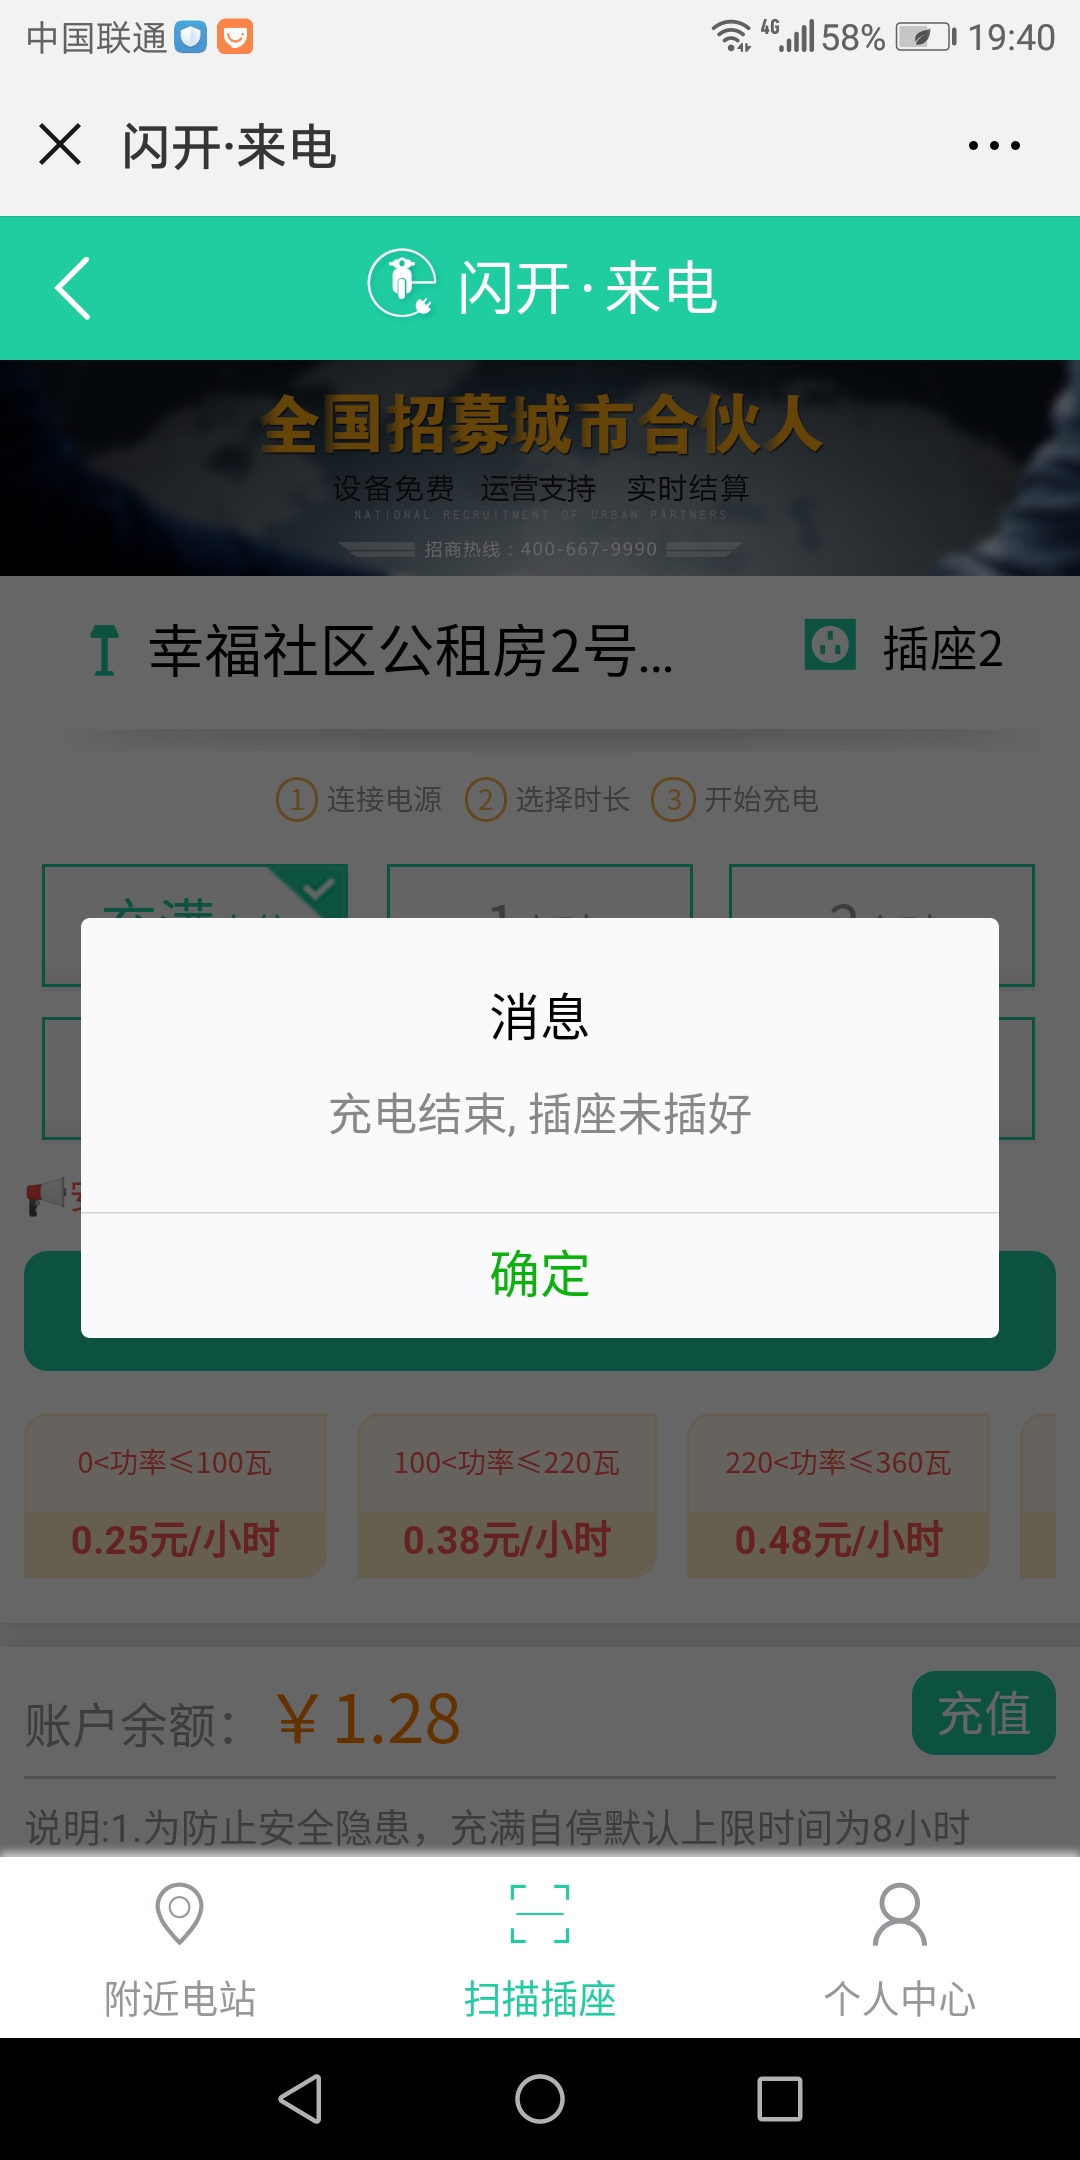 中国联通
4G 58% 19:40
闪开·来电
闪开·来电
全国招募城市合伙人
设备免费 运营支持 实时结算
NATIONAL RECRUITMENT OF URBAN PARTNERS
招商热线：400-667-9990
幸福社区公租房2号...
插座2
1 连接电源 2 选择时长 3 开始充电
充满
1
2
消息
充电结束, 插座未插好
确定
0<功率≤100瓦
0.25元/小时
100<功率≤220瓦
0.38元/小时
220<功率≤360瓦
0.48元/小时
账户余额：￥1.28
充值
说明:1.为防止安全隐患，充满自停默认上限时间为8小时
附近电站
扫描插座
个人中心